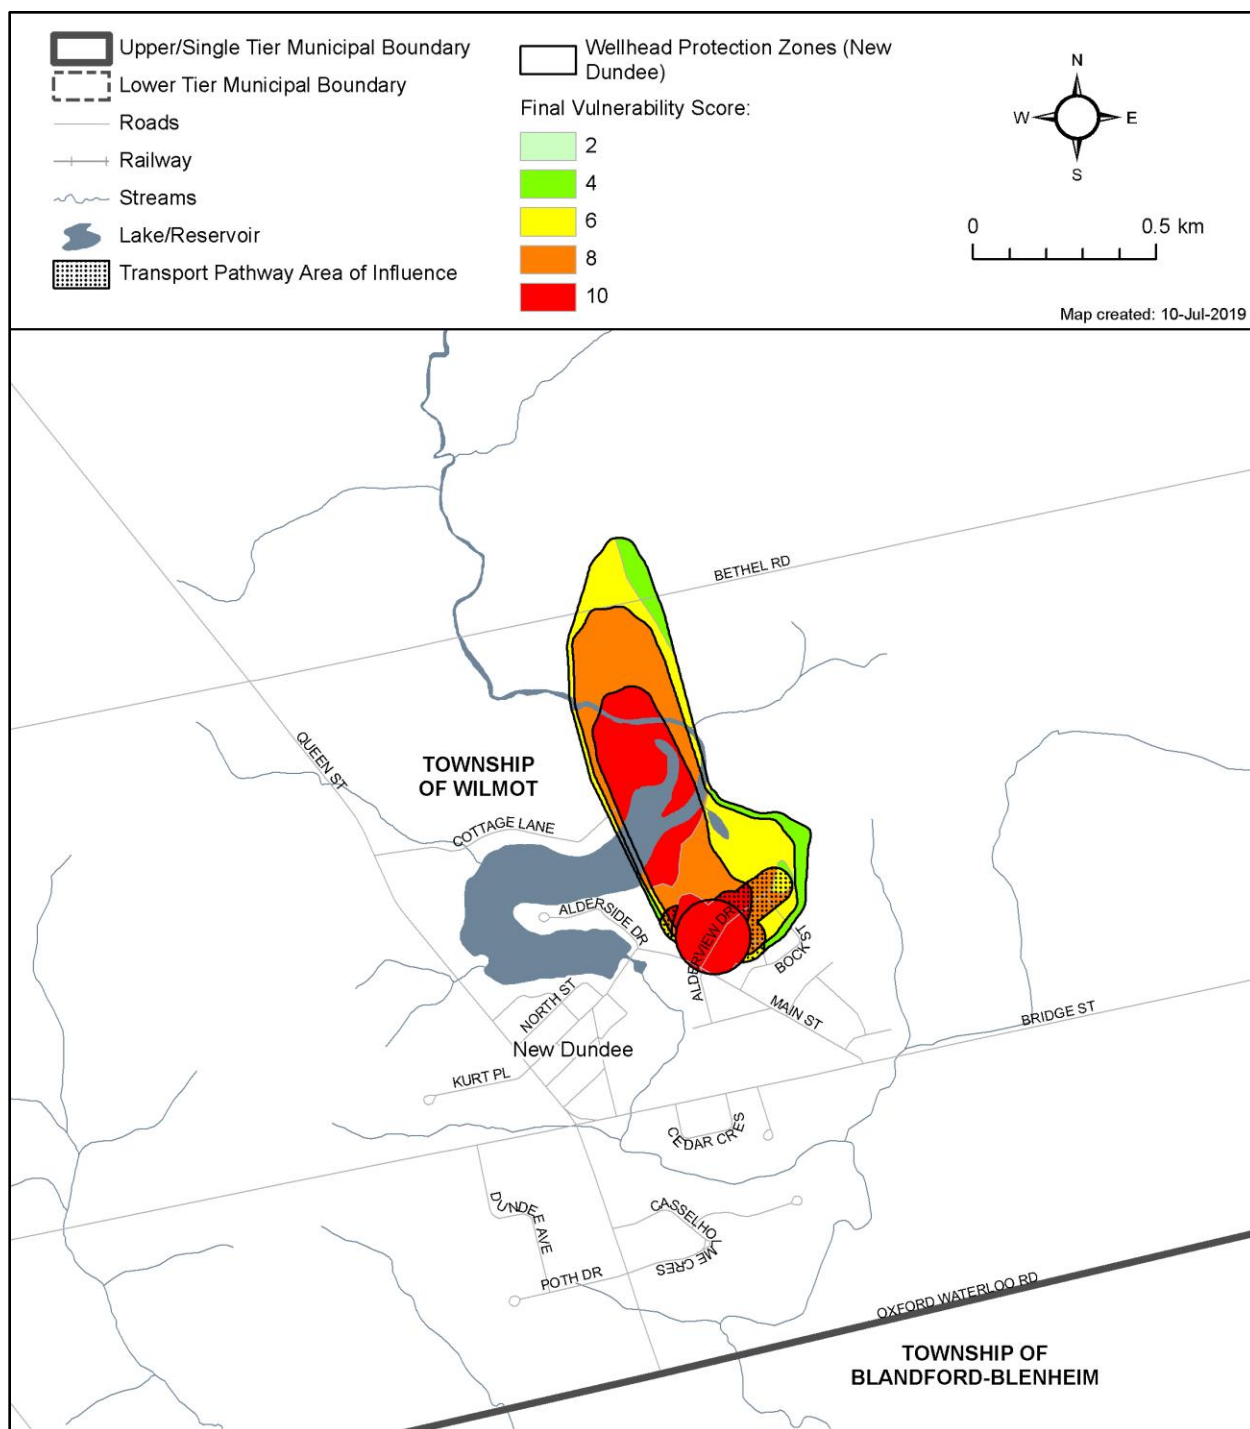 Upper/Single Tier Municipal Boundary
Lower Tier Municipal Boundary
Roads
Railway
Streams
Lake/Reservoir
Transport Pathway Area of Influence
Wellhead Protection Zones (New
Dundee)
Final Vulnerability Score:
2
4
6
8
10
N
W E
S
0 0.5 km
Map created: 10-Jul-2019
BETHEL RD
QUEEN ST
TOWNSHIP
OF WILMOT
COTTAGE LANE
ALDERSIDE DR
ALDERVIEW DR
BOCK ST
NORTH ST
MAIN ST
BRIDGE ST
New Dundee
KURT PL
CEDAR CRES
DUNDEE AVE
CASSELHOLME CRES
POTH DR
OXFORD WATERLOO RD
TOWNSHIP OF
BLANDFORD-BLENHEIM